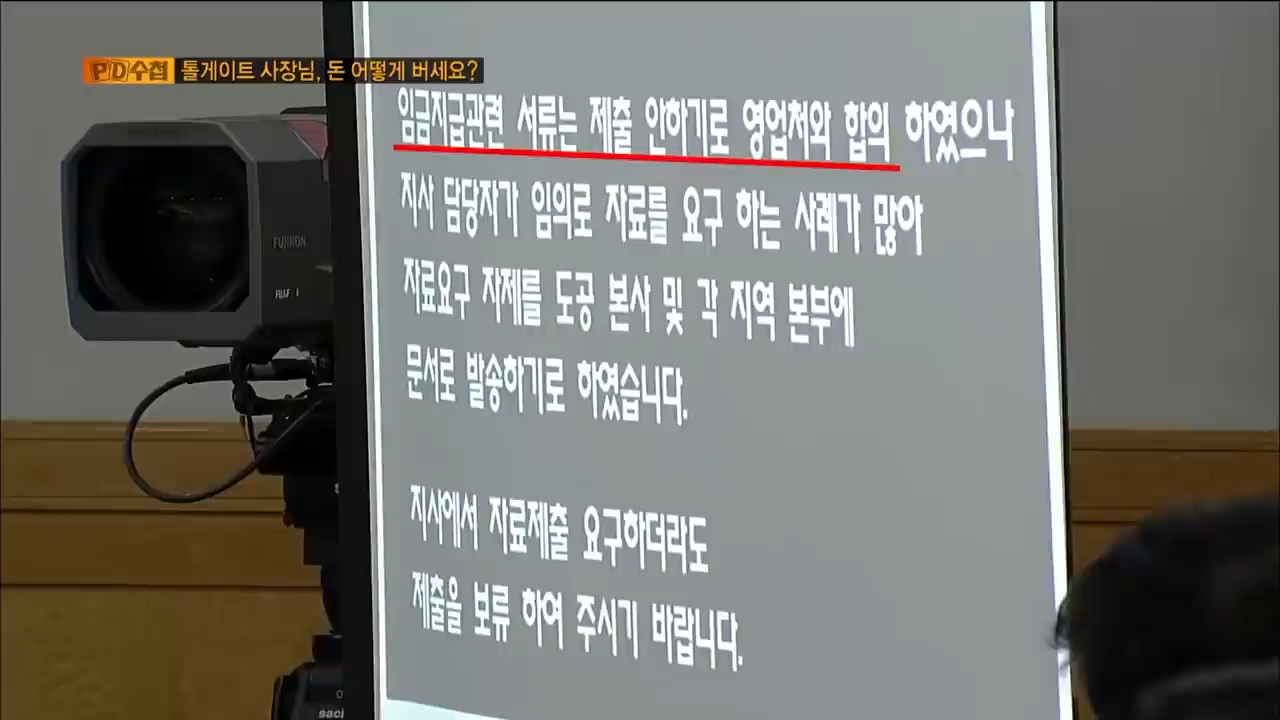 PD수첩 톨게이트 사장님, 돈 어떻게 버세요?
임금지급관련 서류는 제출 안하기로 영업처와 합의 하였으나
지사 담당자가 임의로 자료를 요구 하는 사례가 많아
자료요구 자제를 도공 본사 및 각 지역 본부에
문서로 발송하기로 하였습니다.
지사에서 자료제출 요구하더라도
제출을 보류 하여 주시기 바랍니다.
FUJINON